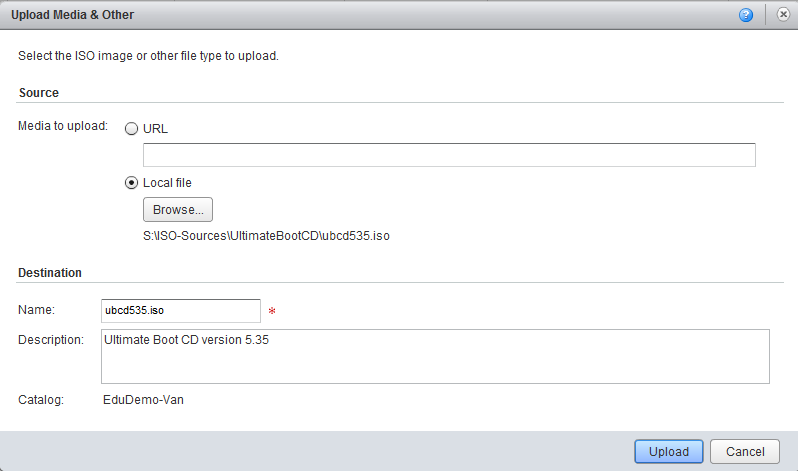 Upload Media & Other
?
Select the ISO image or other file type to upload.
Source
Media to upload: URL
Local file
Browse...
S:\ISO-Sources\UltimateBootCD\ubcd535.iso
Destination
Name: ubcd535.iso *
Description: Ultimate Boot CD version 5.35
Catalog: EduDemo-Van
Upload Cancel